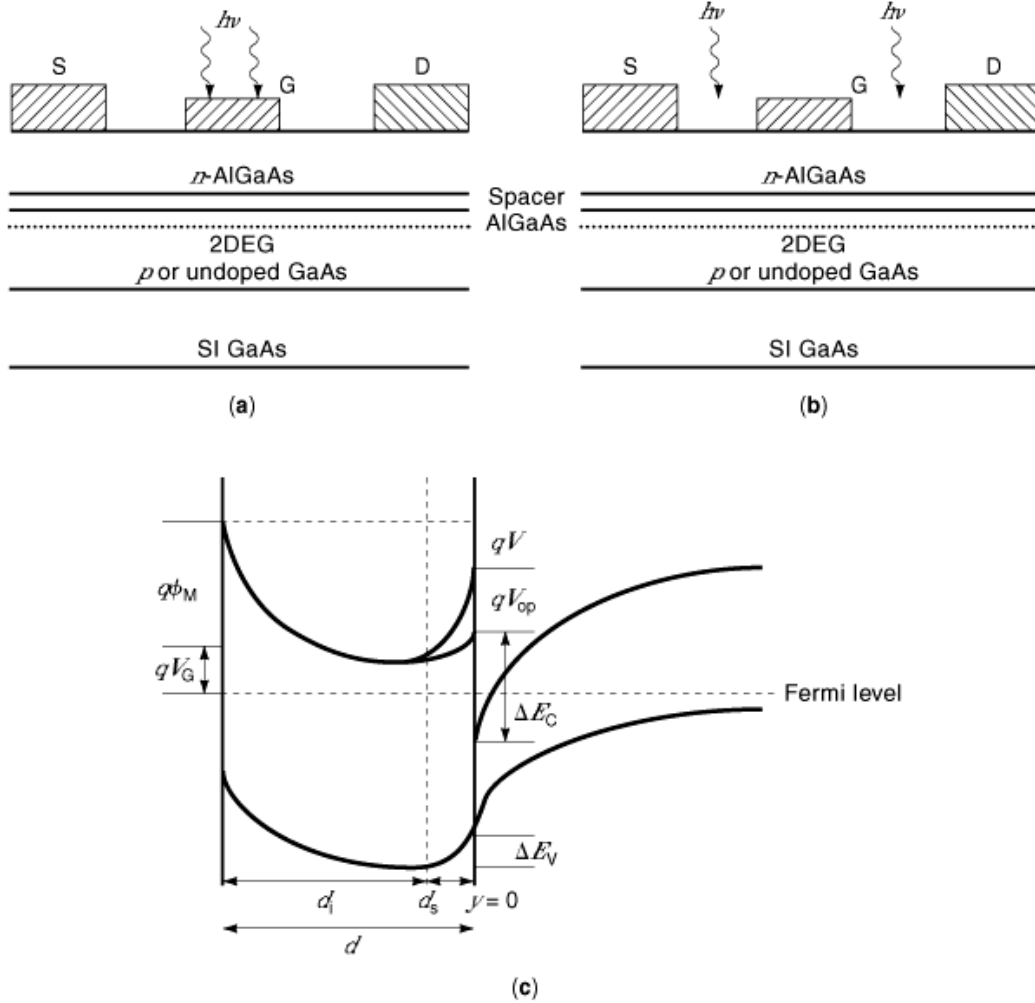 hν
hν
S
G
D
S
G
D
n-AlGaAs
Spacer
AlGaAs
n-AlGaAs
2DEG
p or undoped GaAs
2DEG
p or undoped GaAs
SI GaAs
SI GaAs
(a)
(b)
qV
qϕM
qVop
qVG
Fermi level
ΔEC
ΔEV
di
ds
y = 0
d
(c)